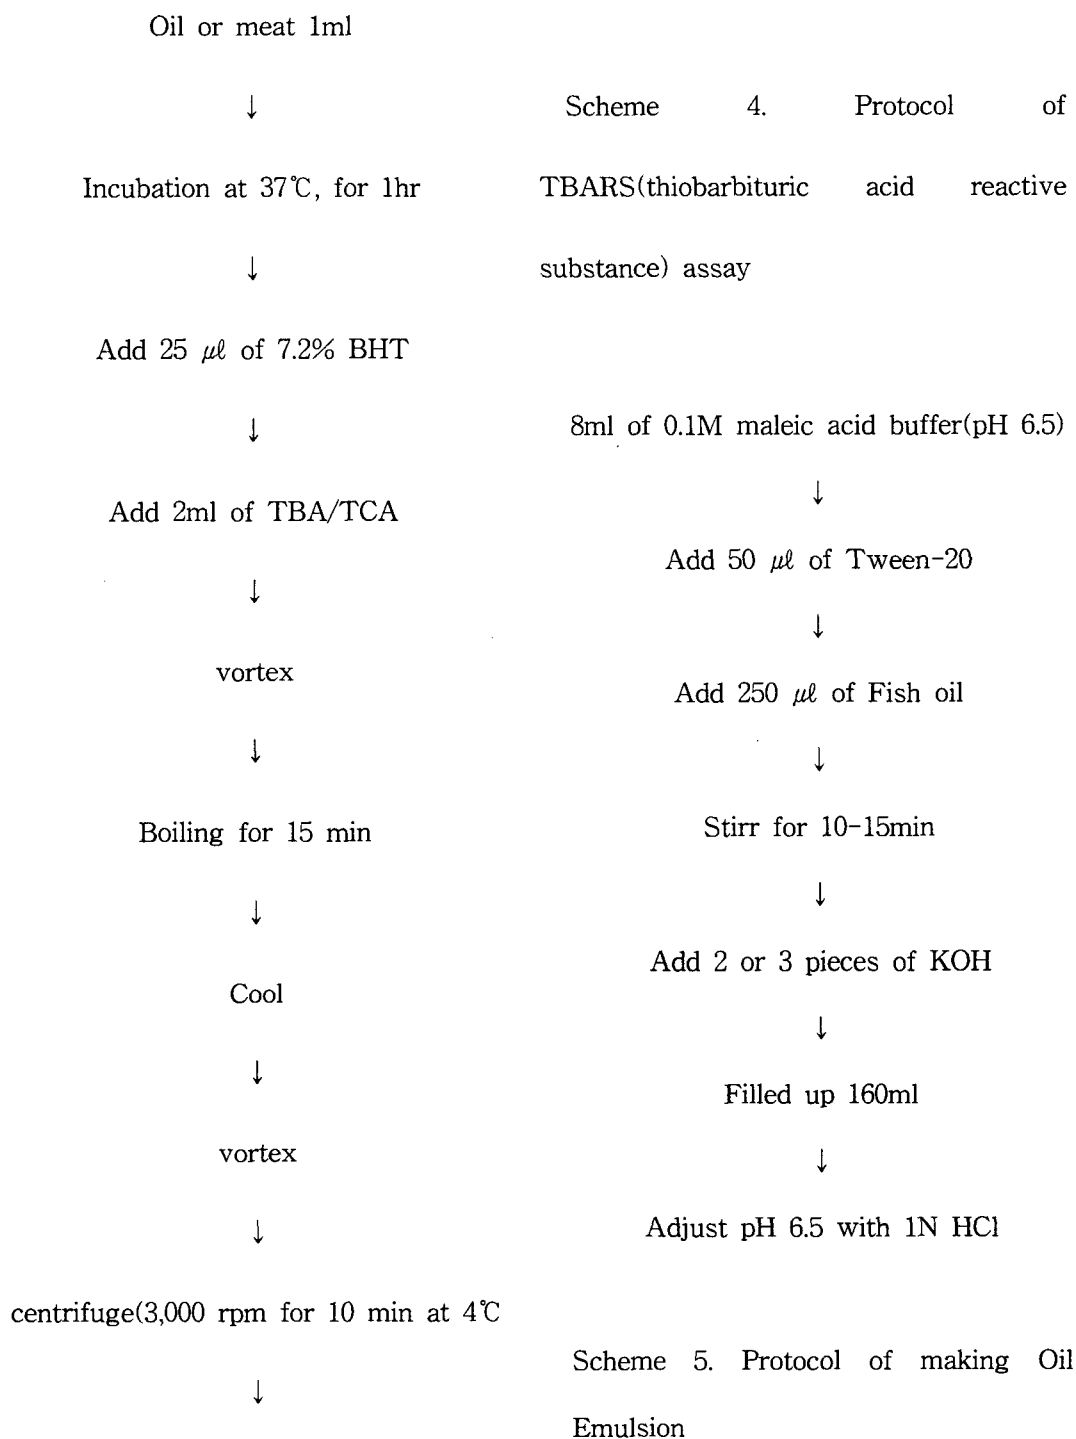 Oil or meat 1ml
↓
Incubation at 37℃, for 1hr
↓
Add 25 ㎕ of 7.2% BHT
↓
Add 2ml of TBA/TCA
↓
vortex
↓
Boiling for 15 min
↓
Cool
↓
vortex
↓
centrifuge(3,000 rpm for 10 min at 4℃
↓
Scheme 4. Protocol of
TBARS(thiobarbituric acid reactive
substance) assay
8ml of 0.1M maleic acid buffer(pH 6.5)
↓
Add 50 ㎕ of Tween-20
↓
Add 250 ㎕ of Fish oil
↓
Stirr for 10-15min
↓
Add 2 or 3 pieces of KOH
↓
Filled up 160ml
↓
Adjust pH 6.5 with 1N HCl
Scheme 5. Protocol of making Oil
Emulsion